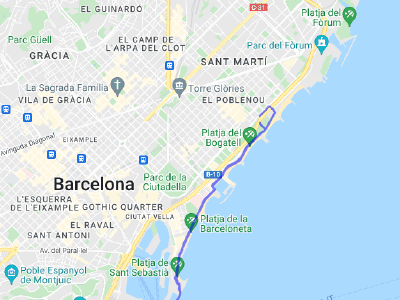 EL GUINARDÓ
C-31
Platja del
Fòrum
Parc Güell
EL CAMP DE
L'ARPA DEL CLOT
Parc del Fòrum
GRÀCIA
SANT MARTÍ
La Sagrada Família
Torre Glòries
VILA DE GRÀCIA
EL POBLENOU
Avinguda Diagonal
EIXAMPLE
Platja del
Bogatell
Parc de la
Ciutadella
B-10
Barcelona
L'ESQUERRA
DE L'EIXAMPLE
GOTHIC QUARTER
CIUTAT VELLA
EL RAVAL
Platja de la
Barceloneta
SANT ANTONI
Av. del Paral·lel
Poble Espanyol
de Montjuïc
Platja de
Sant Sebastià